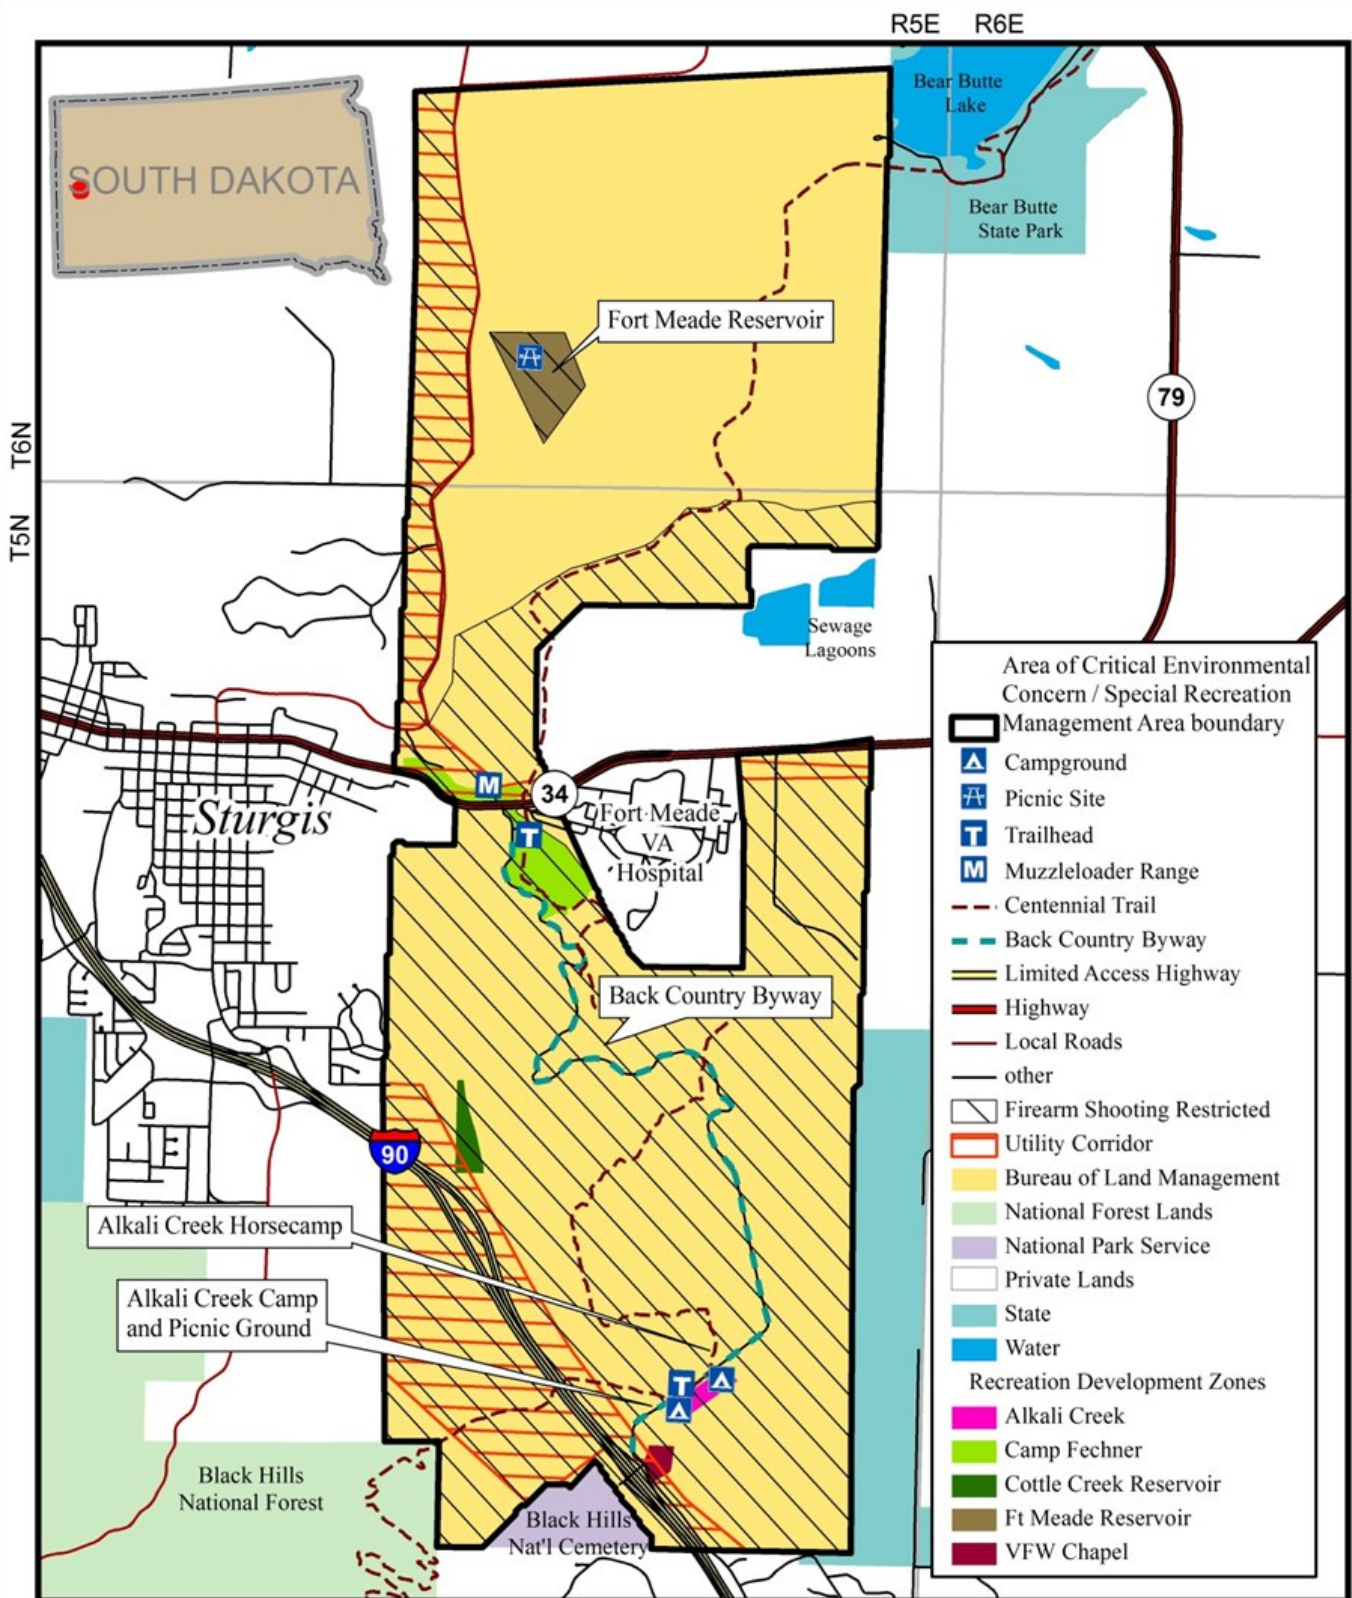 R5E
R6E
Bear Butte
Lake
SOUTH DAKOTA
Bear Butte
State Park
Fort Meade Reservoir
79
T6N
T5N
Sewage
Lagoons
M
34
Sturgis
T
Fort Meade
VA
Hospital
Back Country Byway
90
Alkali Creek Horsecamp
Alkali Creek Camp
and Picnic Ground
T
Black Hills
National Forest
Black Hills
Nat'l Cemetery
Area of Critical Environmental
Concern / Special Recreation
Management Area boundary
Campground
Picnic Site
T Trailhead
M Muzzleloader Range
Centennial Trail
Back Country Byway
Limited Access Highway
Highway
Local Roads
other
Firearm Shooting Restricted
Utility Corridor
Bureau of Land Management
National Forest Lands
National Park Service
Private Lands
State
Water
Recreation Development Zones
Alkali Creek
Camp Fechner
Cottle Creek Reservoir
Ft Meade Reservoir
VFW Chapel